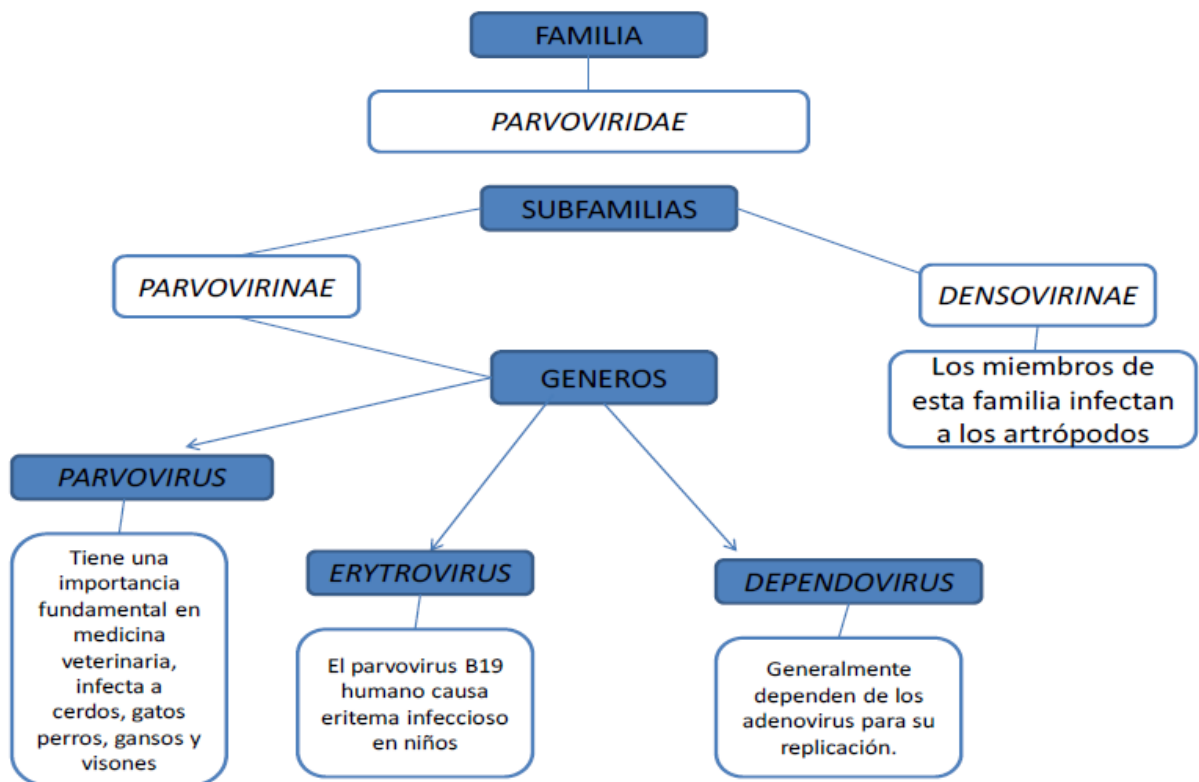 FAMILIA
PARVOVIRIDAE
SUBFAMILIAS
PARVOVIRINAE
DENSOVIRINAE
Los miembros de
esta familia infectan
a los artrópodos
GENEROS
PARVOVIRUS
Tiene una
importancia
fundamental en
medicina
veterinaria,
infecta a
cerdos, gatos
perros, gansos y
visones
ERYTROVIRUS
El parvovirus B19
humano causa
eritema infeccioso
en niños
DEPENDOVIRUS
Generalmente
dependen de los
adenovirus para su
replicación.